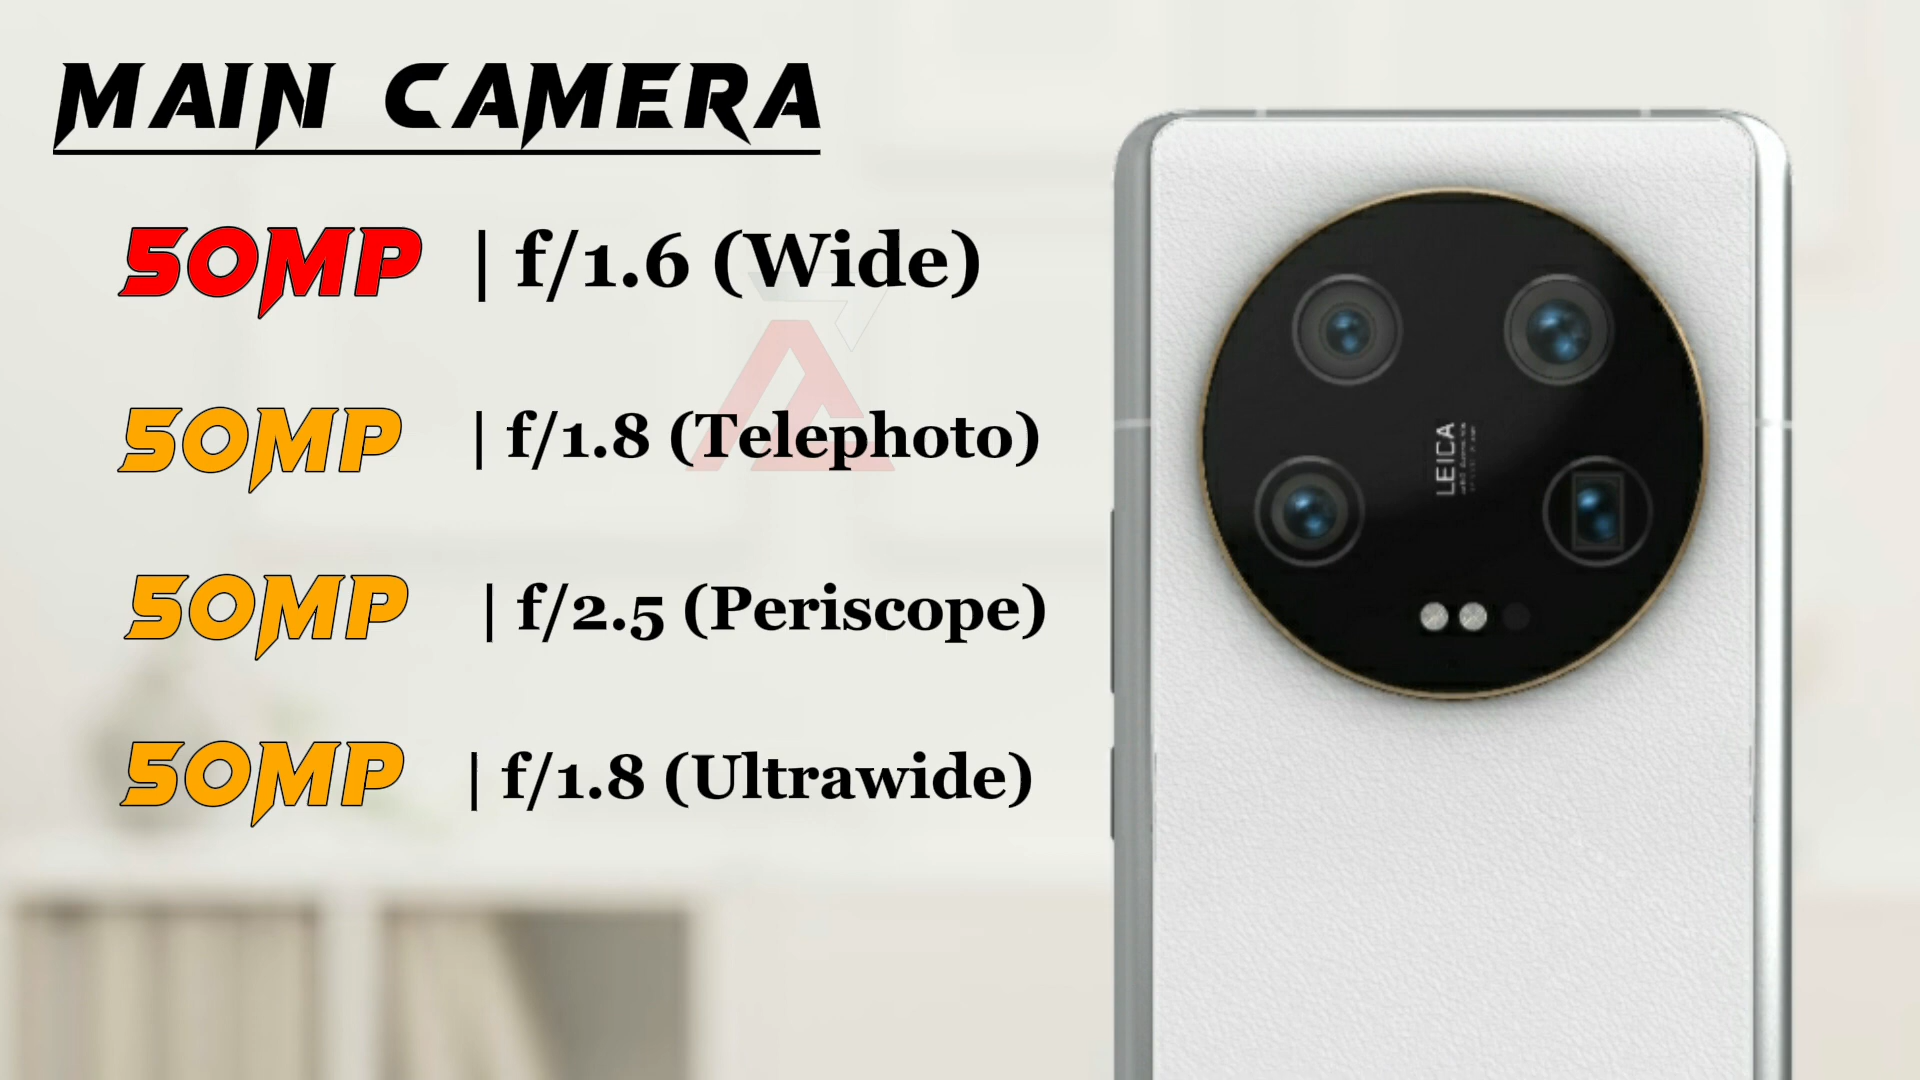 MAIN CAMERA
50MP | f/1.6 (Wide)
50MP | f/1.8 (Telephoto)
50MP | f/2.5 (Periscope)
50MP | f/1.8 (Ultrawide)
LEICA